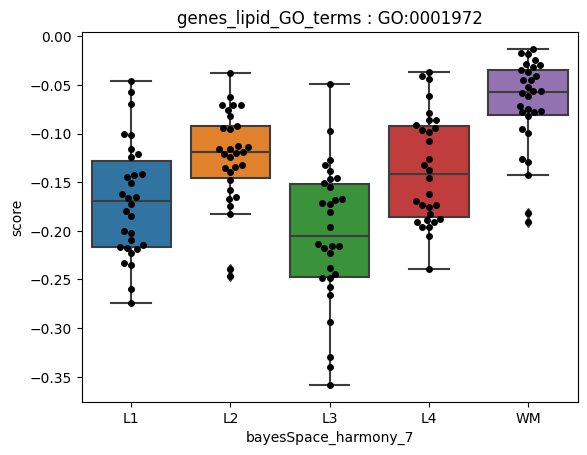 genes_lipid_GO_terms : GO:0001972
0.00
−0.05
−0.10
−0.15
−0.20
−0.25
−0.30
−0.35
score
L1 L2 L3 L4 WM
bayesSpace_harmony_7